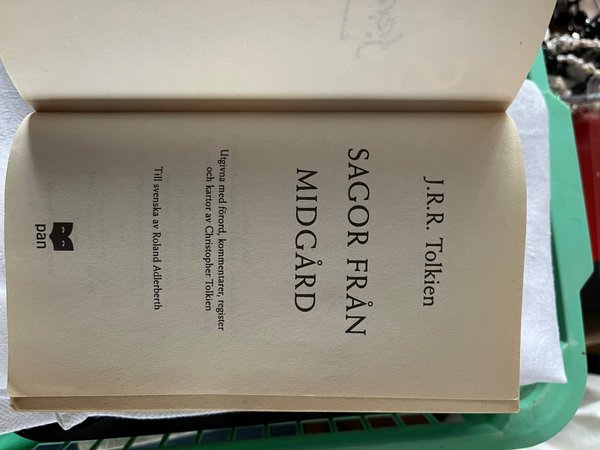 J.R.R. Tolkien
SAGOR FRÅN
MIDGÅRD
Utgivna med förord, kommentarer, register
och kartor av Christopher Tolkien
Till svenska av Roland Adlerberth
pan